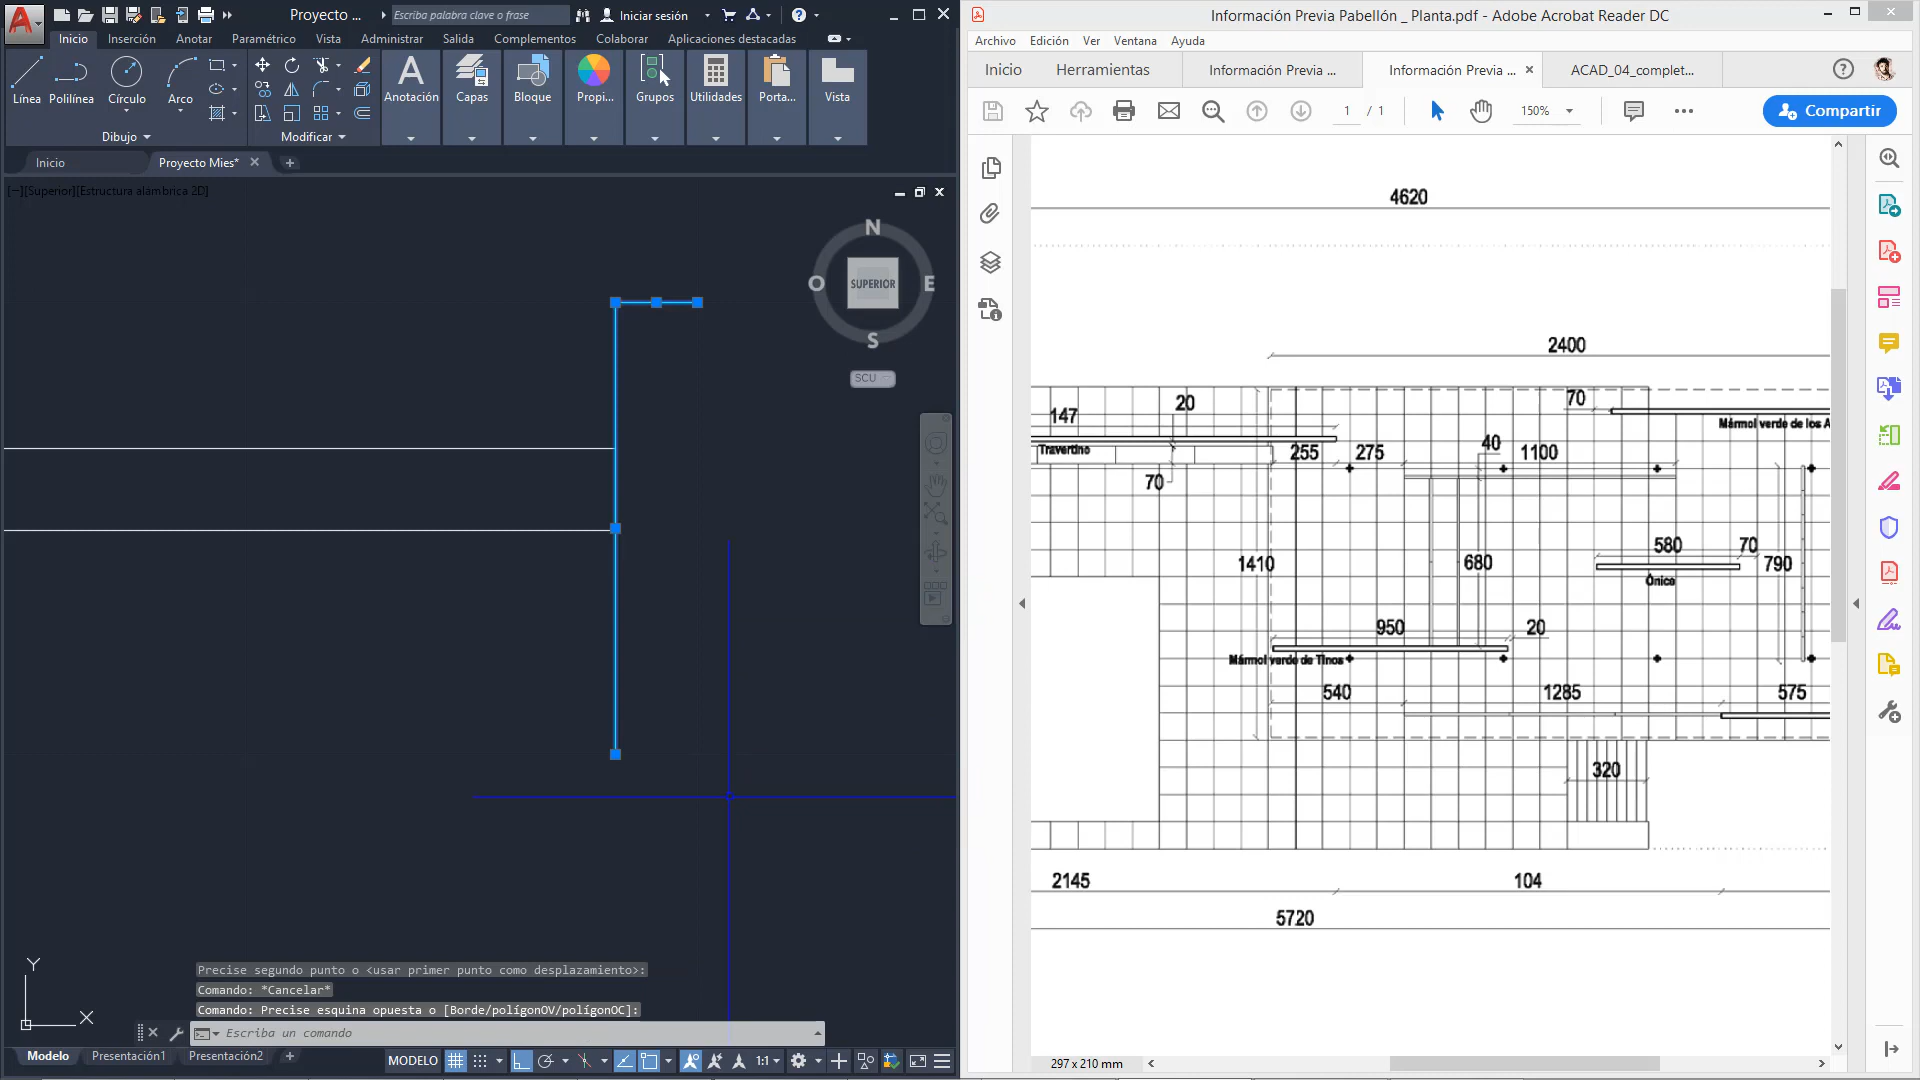 Proyecto ...
Escriba palabra clave o frase
Iniciar sesión
Inicio
Inserción
Anotar
Paramétrico
Vista
Administrar
Salida
Complementos
Colaborar
Aplicaciones destacadas
Línea
Polilínea
Círculo
Arco
Anotación
Capas
Bloque
Propi...
Grupos
Utilidades
Porta...
Vista
Dibujo
Modificar
Inicio
Proyecto Mies*
[−][Superior][Estructura alámbrica 2D]
N
O
SUPERIOR
E
S
SCU
Y
X
Precise segundo punto o <usar primer punto como desplazamiento>:
Comando: *Cancelar*
Comando: Precise esquina opuesta o [Borde/polígonOV/polígonOC]:
Escriba un comando
Modelo
Presentación1
Presentación2
MODELO
1:1
Información Previa Pabellón _ Planta.pdf - Adobe Acrobat Reader DC
Archivo
Edición
Ver
Ventana
Ayuda
Inicio
Herramientas
Información Previa ...
Información Previa ...
ACAD_04_complet...
1
/ 1
150%
Compartir
4620
2400
147
20
70
Mármol verde de los A
Travertino
255
275
40
1100
70
1410
680
580
70
790
Ónice
950
20
Mármol verde de Tinos
540
1285
575
320
2145
104
5720
297 x 210 mm